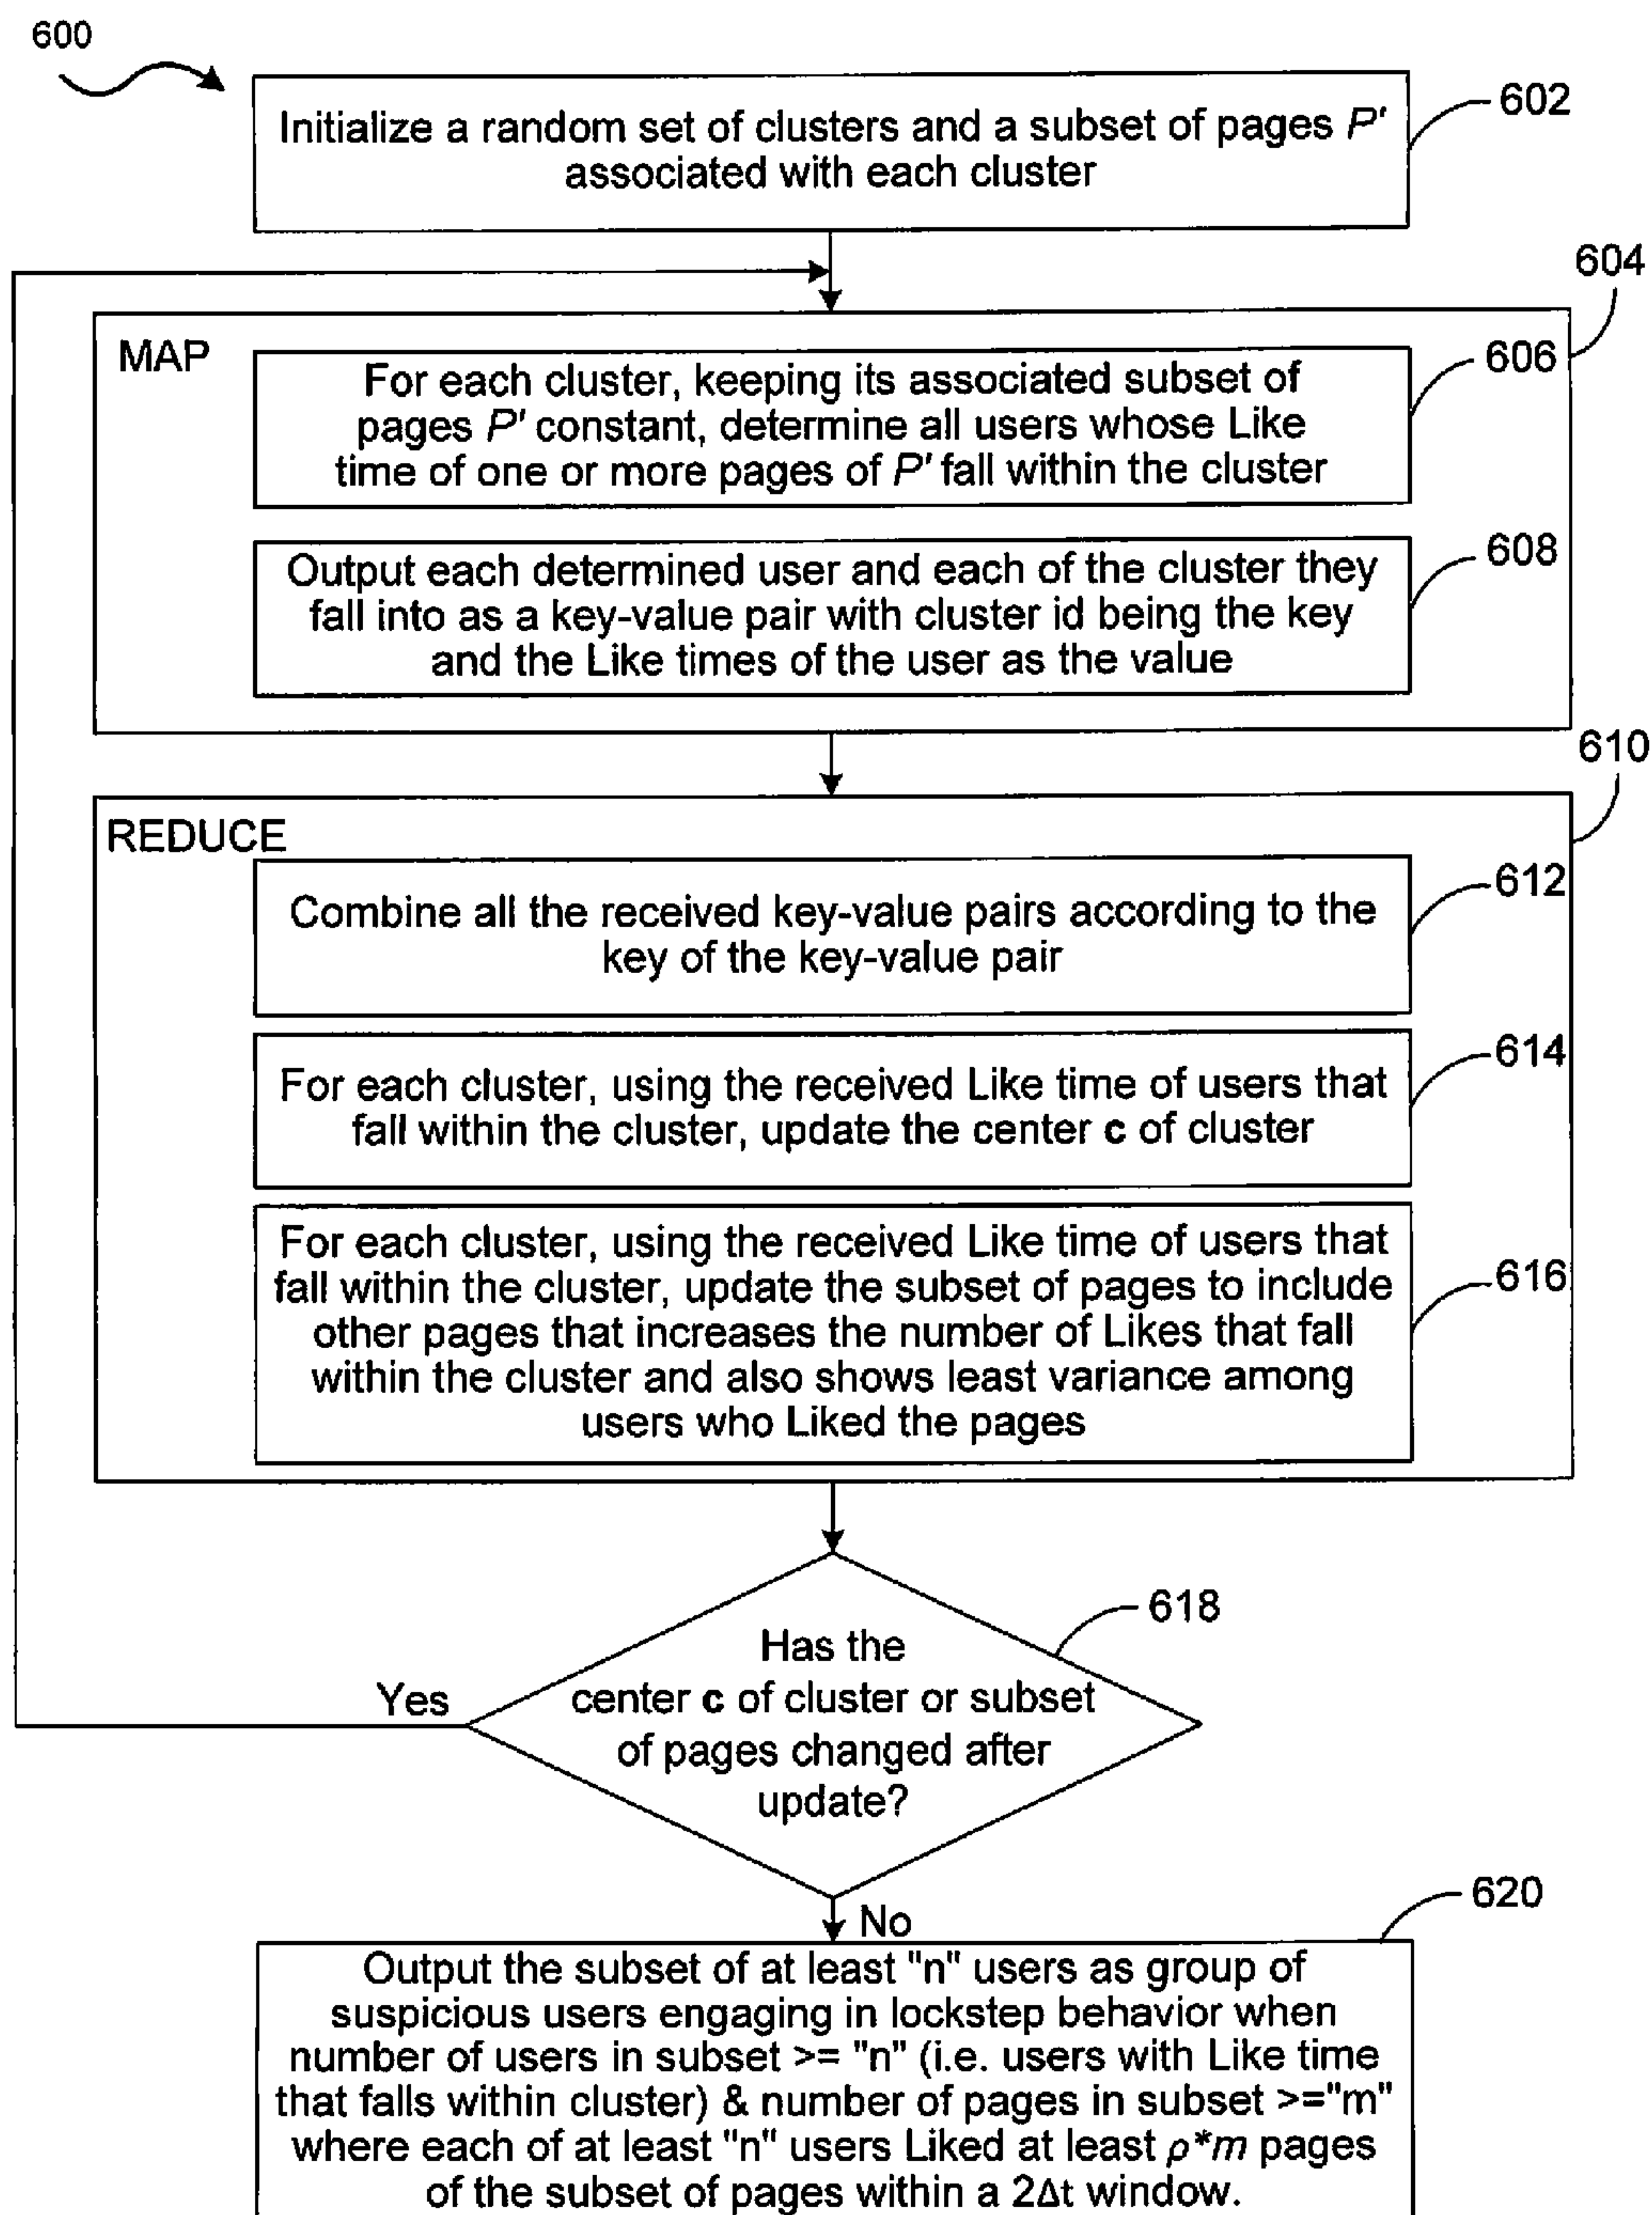 600
Initialize a random set of clusters and a subset of pages P'
associated with each cluster
602
604
MAP
For each cluster, keeping its associated subset of
pages P' constant, determine all users whose Like
time of one or more pages of P' fall within the cluster
606
Output each determined user and each of the cluster they
fall into as a key-value pair with cluster id being the key
and the Like times of the user as the value
608
610
REDUCE
Combine all the received key-value pairs according to the
key of the key-value pair
612
For each cluster, using the received Like time of users that
fall within the cluster, update the center c of cluster
614
For each cluster, using the received Like time of users that
fall within the cluster, update the subset of pages to include
other pages that increases the number of Likes that fall
within the cluster and also shows least variance among
users who Liked the pages
616
618
Has the
center c of cluster or subset
of pages changed after
update?
Yes
No
620
Output the subset of at least "n" users as group of
suspicious users engaging in lockstep behavior when
number of users in subset >= "n" (i.e. users with Like time
that falls within cluster) & number of pages in subset >="m"
where each of at least "n" users Liked at least ρ*m pages
of the subset of pages within a 2Δt window.